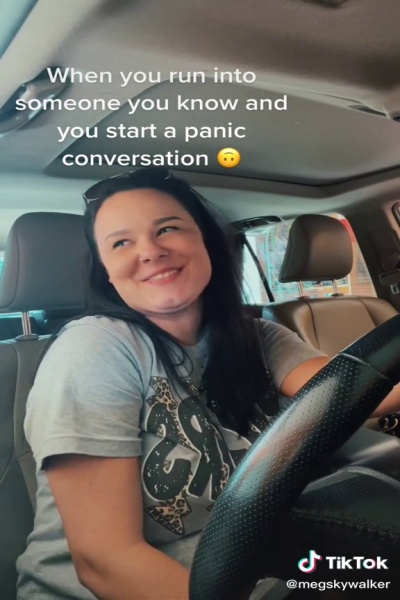 When you run into
someone you know and
you start a panic
conversation 🙃
TikTok
@megskywalker